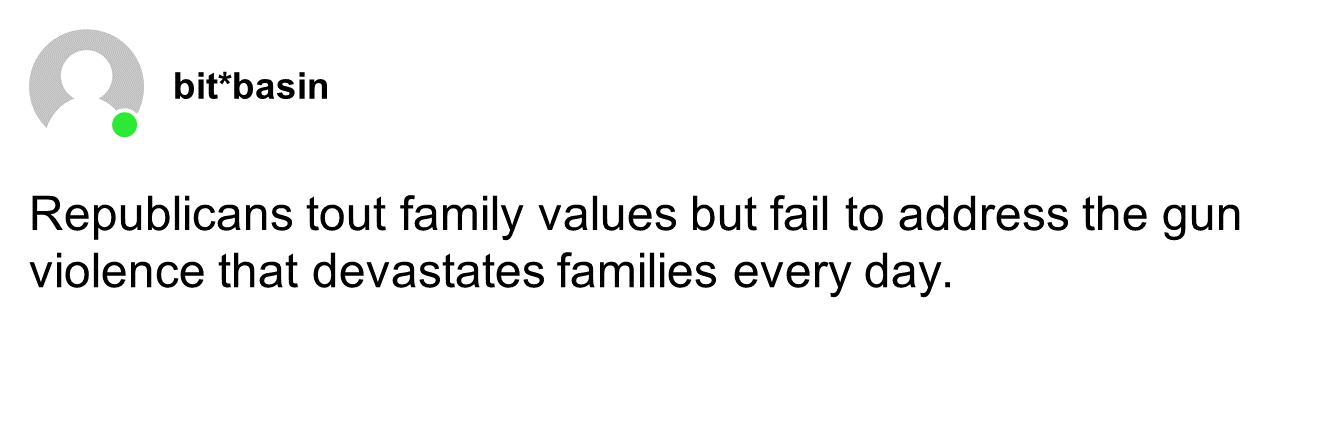 bit*basin
Republicans tout family values but fail to address the gun
violence that devastates families every day.